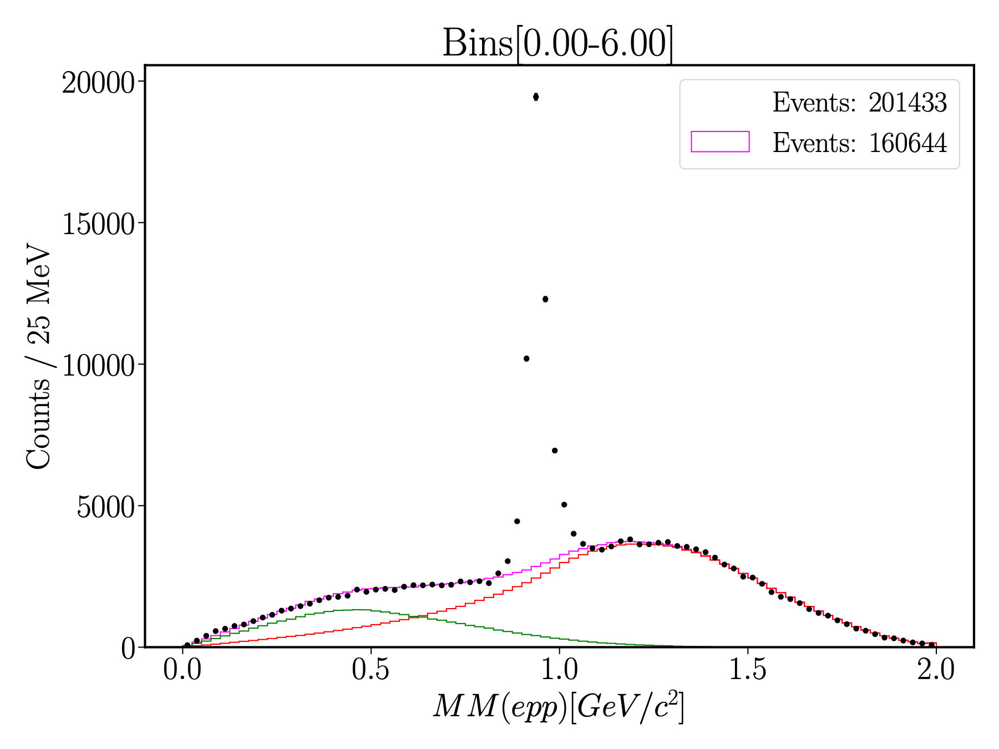 Bins[0.00-6.00]
Events: 201433
Events: 160644
20000
15000
10000
5000
0
Counts / 25 MeV
0.0 0.5 1.0 1.5 2.0
MM(epp)[GeV/c²]